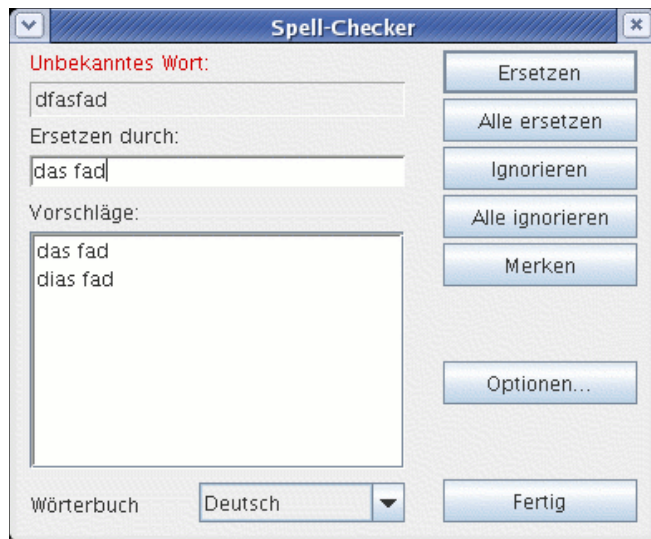 Spell-Checker
Unbekanntes Wort:
dfasfad
Ersetzen durch:
das fad
Vorschläge:
das fad
dias fad
Wörterbuch
Deutsch
Ersetzen
Alle ersetzen
Ignorieren
Alle ignorieren
Merken
Optionen...
Fertig